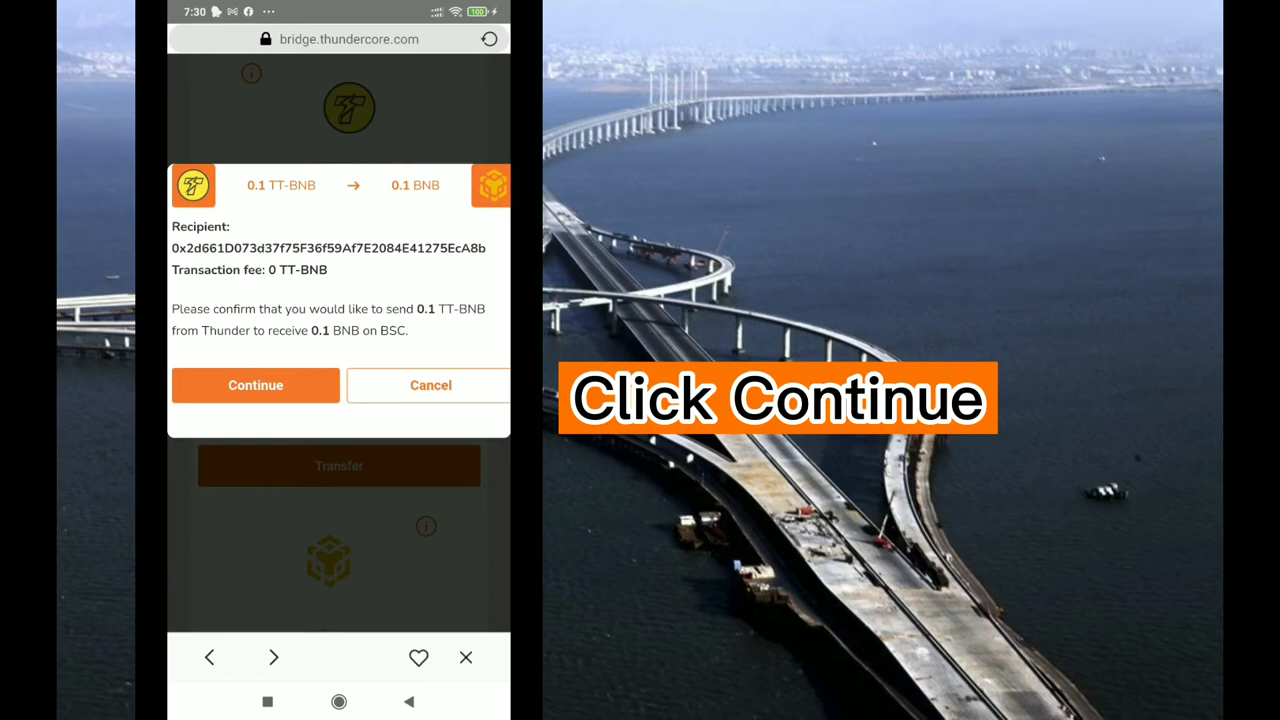 7:30
100
bridge.thundercore.com
0.1 TT-BNB → 0.1 BNB
Recipient:
0x2d661D073d37f75F36f59Af7E2084E41275EcA8b
Transaction fee: 0 TT-BNB
Please confirm that you would like to send 0.1 TT-BNB
from Thunder to receive 0.1 BNB on BSC.
Continue
Cancel
Transfer
Click Continue